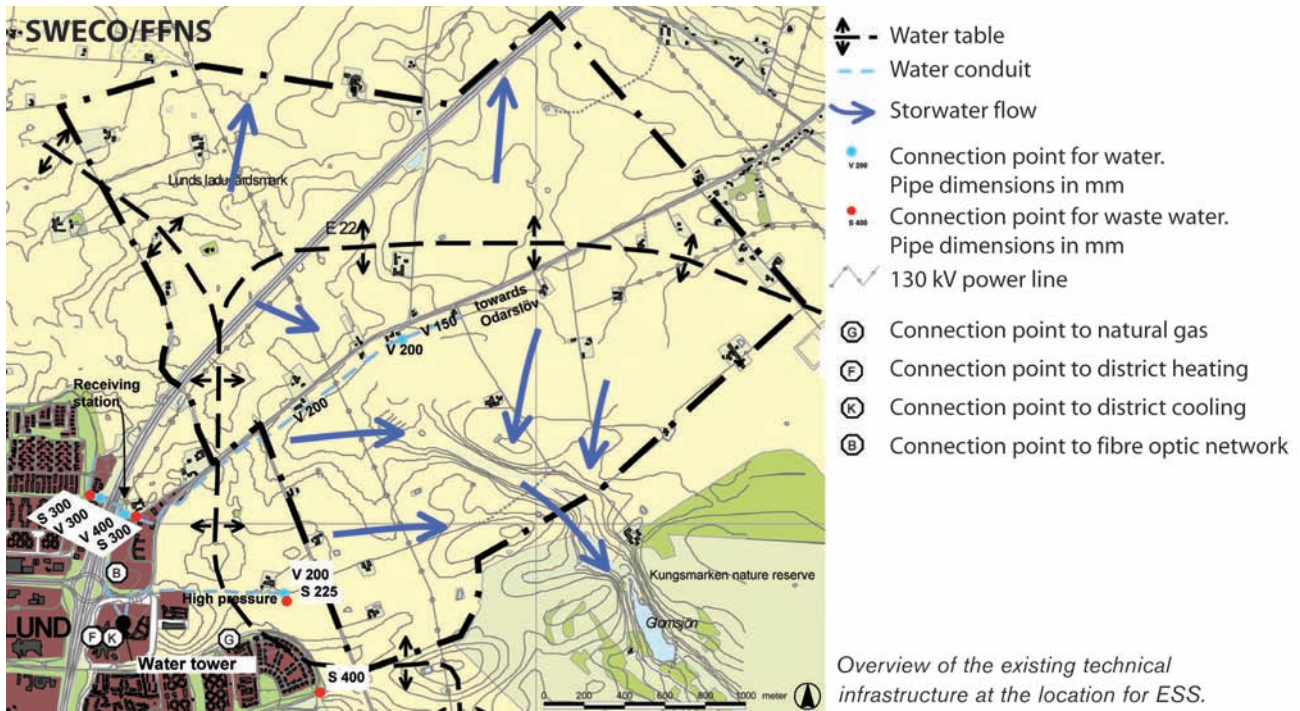 SWECO/FFNS
Lunds ladugårdsmark
E 22
towards
Odarslöv
V 150
V 200
V 200
Receiving
station
S 300
V 300
V 400
S 300
V 200
S 225
High pressure
B
F
K
G
LUND
Water tower
S 400
Kungsmarken nature reserve
Glomsjön
0 200 400 600 800 1000 meter
Water table
Water conduit
Storwater flow
V 200
Connection point for water.
Pipe dimensions in mm
S 400
Connection point for waste water.
Pipe dimensions in mm
130 kV power line
G Connection point to natural gas
F Connection point to district heating
K Connection point to district cooling
B Connection point to fibre optic network
Overview of the existing technical
infrastructure at the location for ESS.